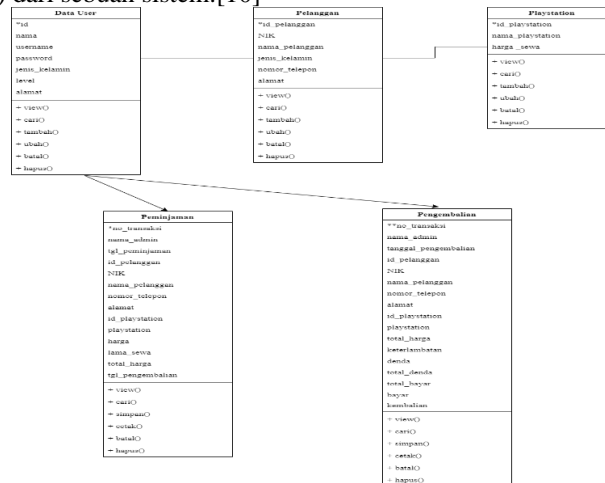 ) dari sebuah sistem.[16]
Data User
*id
nama
username
password
jenis_kelamin
level
alamat
+ view()
+ cari()
+ tambah()
+ ubah()
+ batal()
+ hapus()
Pelanggan
*id_pelanggan
NIK
nama_pelanggan
jenis_kelamin
nomor_telepon
alamat
+ view()
+ cari()
+ tambah()
+ ubah()
+ batal()
+ hapus()
Playstation
*id_playstation
nama_playstation
harga _sewa
+ view()
+ cari()
+ tambah()
+ ubah()
+ batal()
+ hapus()
Peminjaman
*no_transaksi
nama_admin
tgl_peminjaman
id_pelanggan
NIK
nama_pelanggan
nomor_telepon
alamat
id_playstation
playstation
harga
lama_sewa
total_harga
tgl_pengembalian
+ view()
+ cari()
+ simpan()
+ cetak()
+ batal()
+ hapus()
Pengembalian
**no_transaksi
nama_admin
tanggal_pengembalian
id_pelanggan
NIK
nama_pelanggan
nomor_telepon
alamat
id_playstation
playstation
total_harga
keterlambatan
denda
total_denda
total_bayar
bayar
kembalian
+ view()
+ cari()
+ simpan()
+ cetak()
+ batal()
+ hapus()